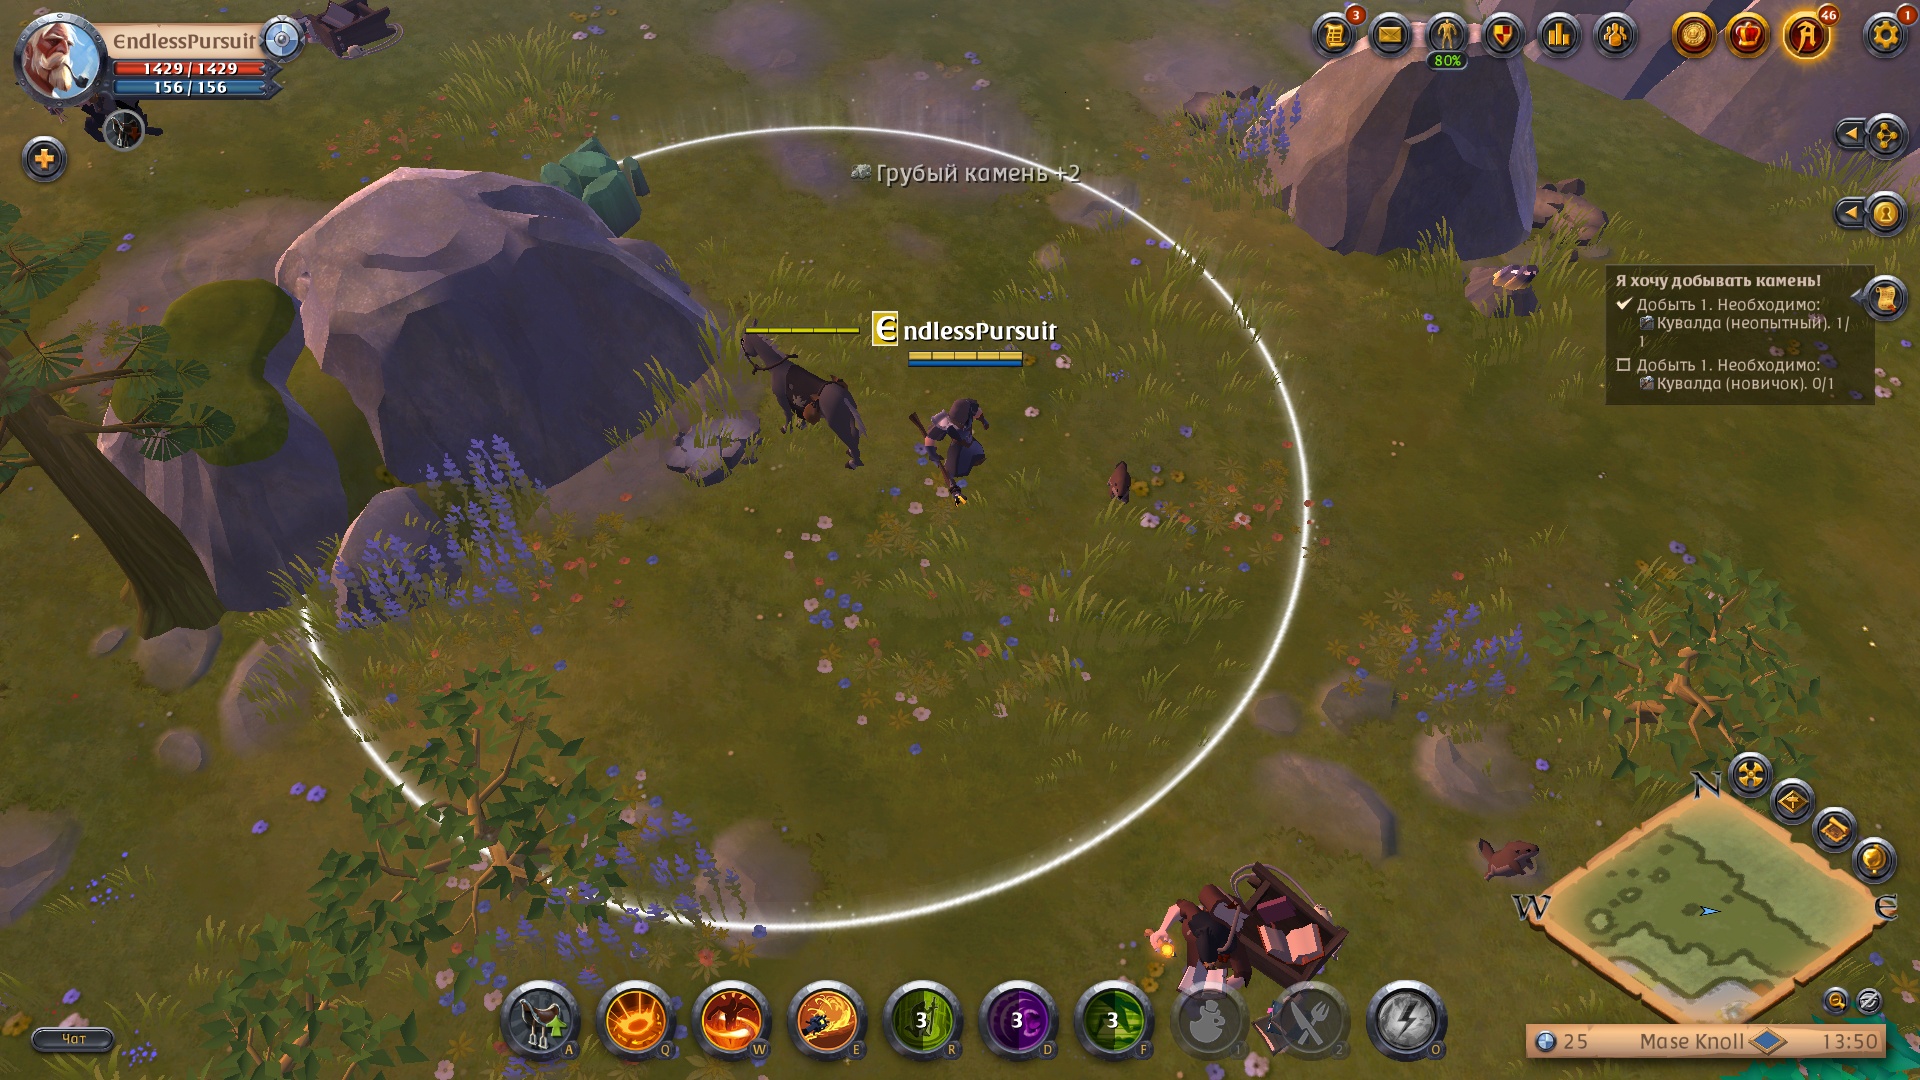 EndlessPursuit
1429 / 1429
156 / 156
3
80%
46
1
Грубый камень +2
EndlessPursuit
Я хочу добывать камень!
Добыть 1. Необходимо:
Кувалда (неопытный). 1/
1
Добыть 1. Необходимо:
Кувалда (новичок). 0/1
N
W
E
Чат
A
Q
W
E
3
R
3
D
3
F
1
2
O
25
Mase Knoll
13:50